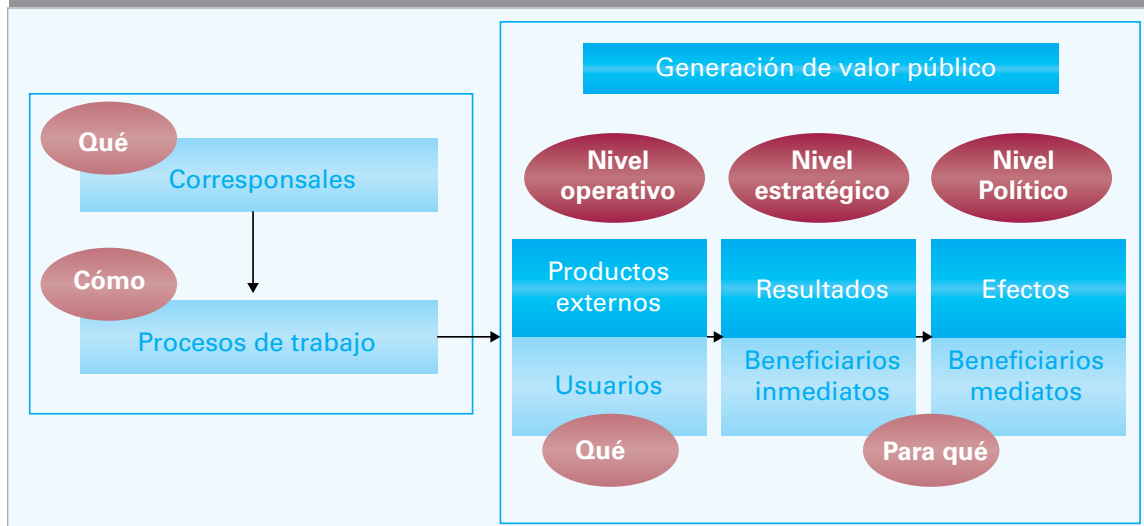 Generación de valor público
Qué
Corresponsales
Cómo
Procesos de trabajo
Nivel
operativo
Nivel
estratégico
Nivel
Político
Productos
externos
Resultados
Efectos
Usuarios
Beneficiarios
inmediatos
Beneficiarios
mediatos
Qué
Para qué